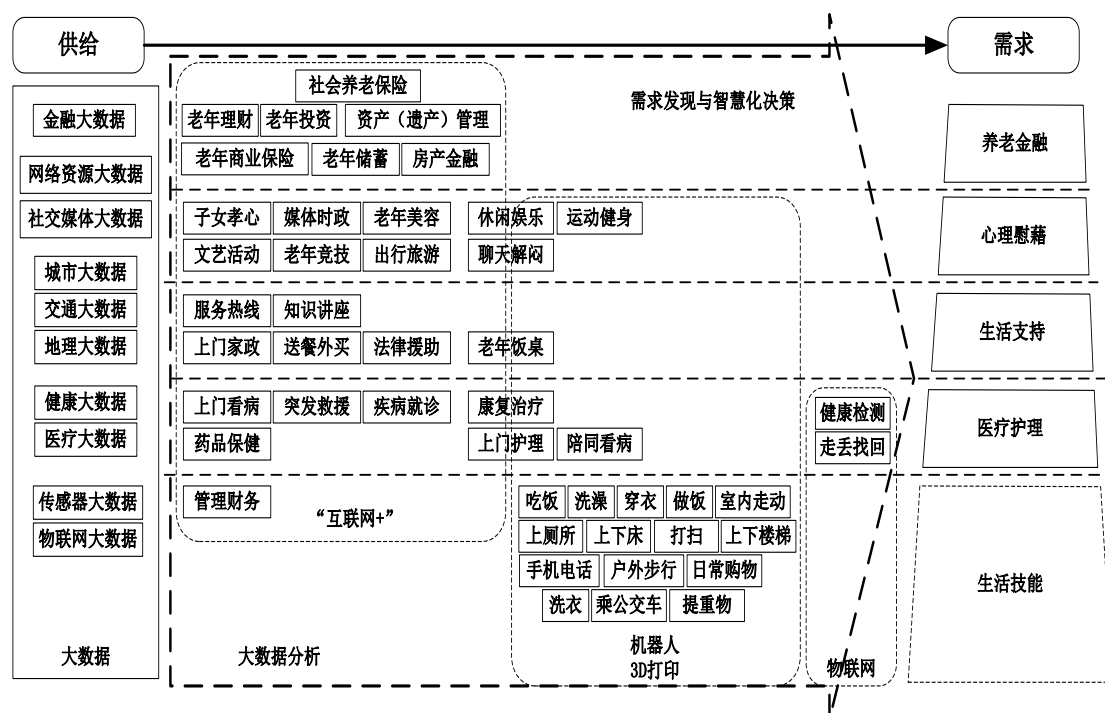 供给
需求
社会养老保险
需求发现与智慧化决策
金融大数据
老年理财 老年投资 资产（遗产）管理
养老金融
网络资源大数据
老年商业保险 老年储蓄 房产金融
社交媒体大数据
子女孝心 媒体时政 老年美容 休闲娱乐 运动健身
心理慰藉
文艺活动 老年竞技 出行旅游 聊天解闷
城市大数据
交通大数据
服务热线 知识讲座
生活支持
地理大数据
上门家政 送餐外买 法律援助 老年饭桌
健康大数据
上门看病 突发救援 疾病就诊 康复治疗
健康检测
医疗护理
医疗大数据
药品保健 上门护理 陪同看病
走丢找回
传感器大数据
管理财务
吃饭 洗澡 穿衣 做饭 室内走动
“互联网+”
物联网大数据
上厕所 上下床 打扫 上下楼梯
手机电话 户外步行 日常购物
生活技能
洗衣 乘公交车 提重物
大数据
大数据分析
机器人
3D打印
物联网